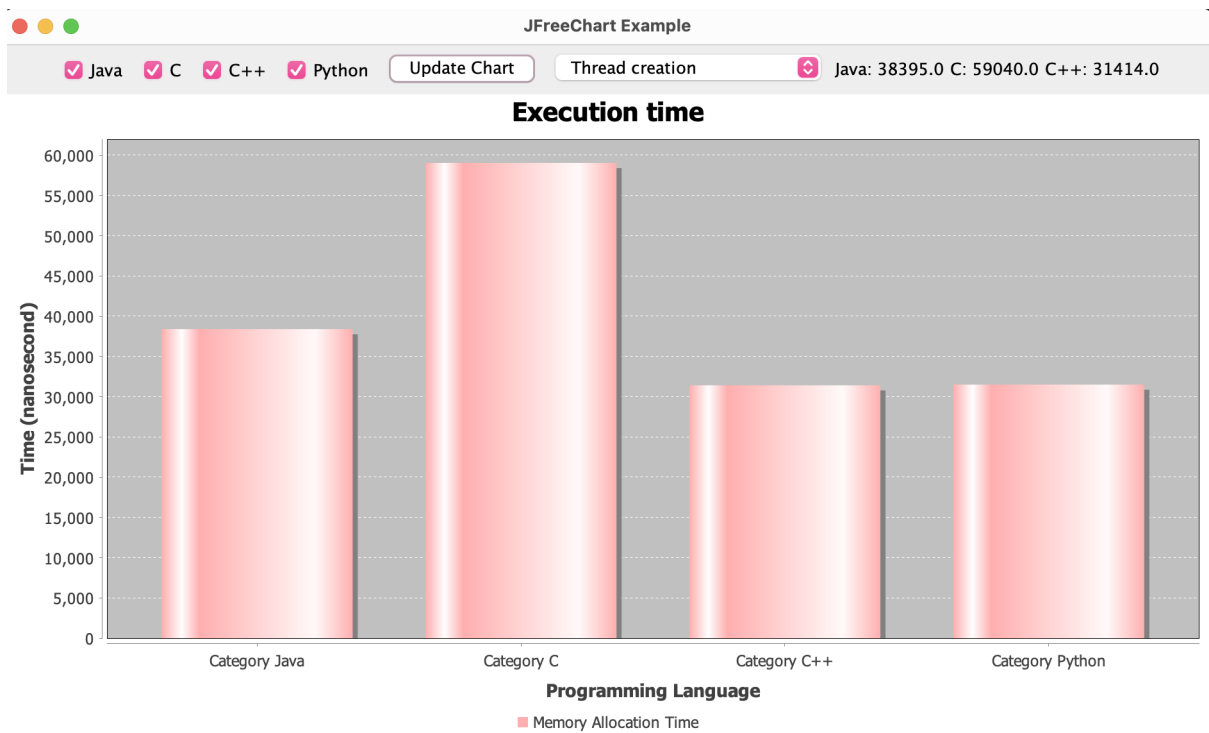 JFreeChart Example
Java C C++ Python Update Chart Thread creation Java: 38395.0 C: 59040.0 C++: 31414.0
Execution time
60,000
55,000
50,000
45,000
40,000
35,000
30,000
25,000
20,000
15,000
10,000
5,000
0
Time (nanosecond)
Category Java Category C Category C++ Category Python
Programming Language
Memory Allocation Time